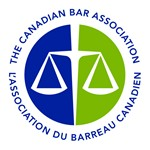 THE CANADIAN BAR ASSOCIATION
L'ASSOCIATION DU BARREAU CANADIEN